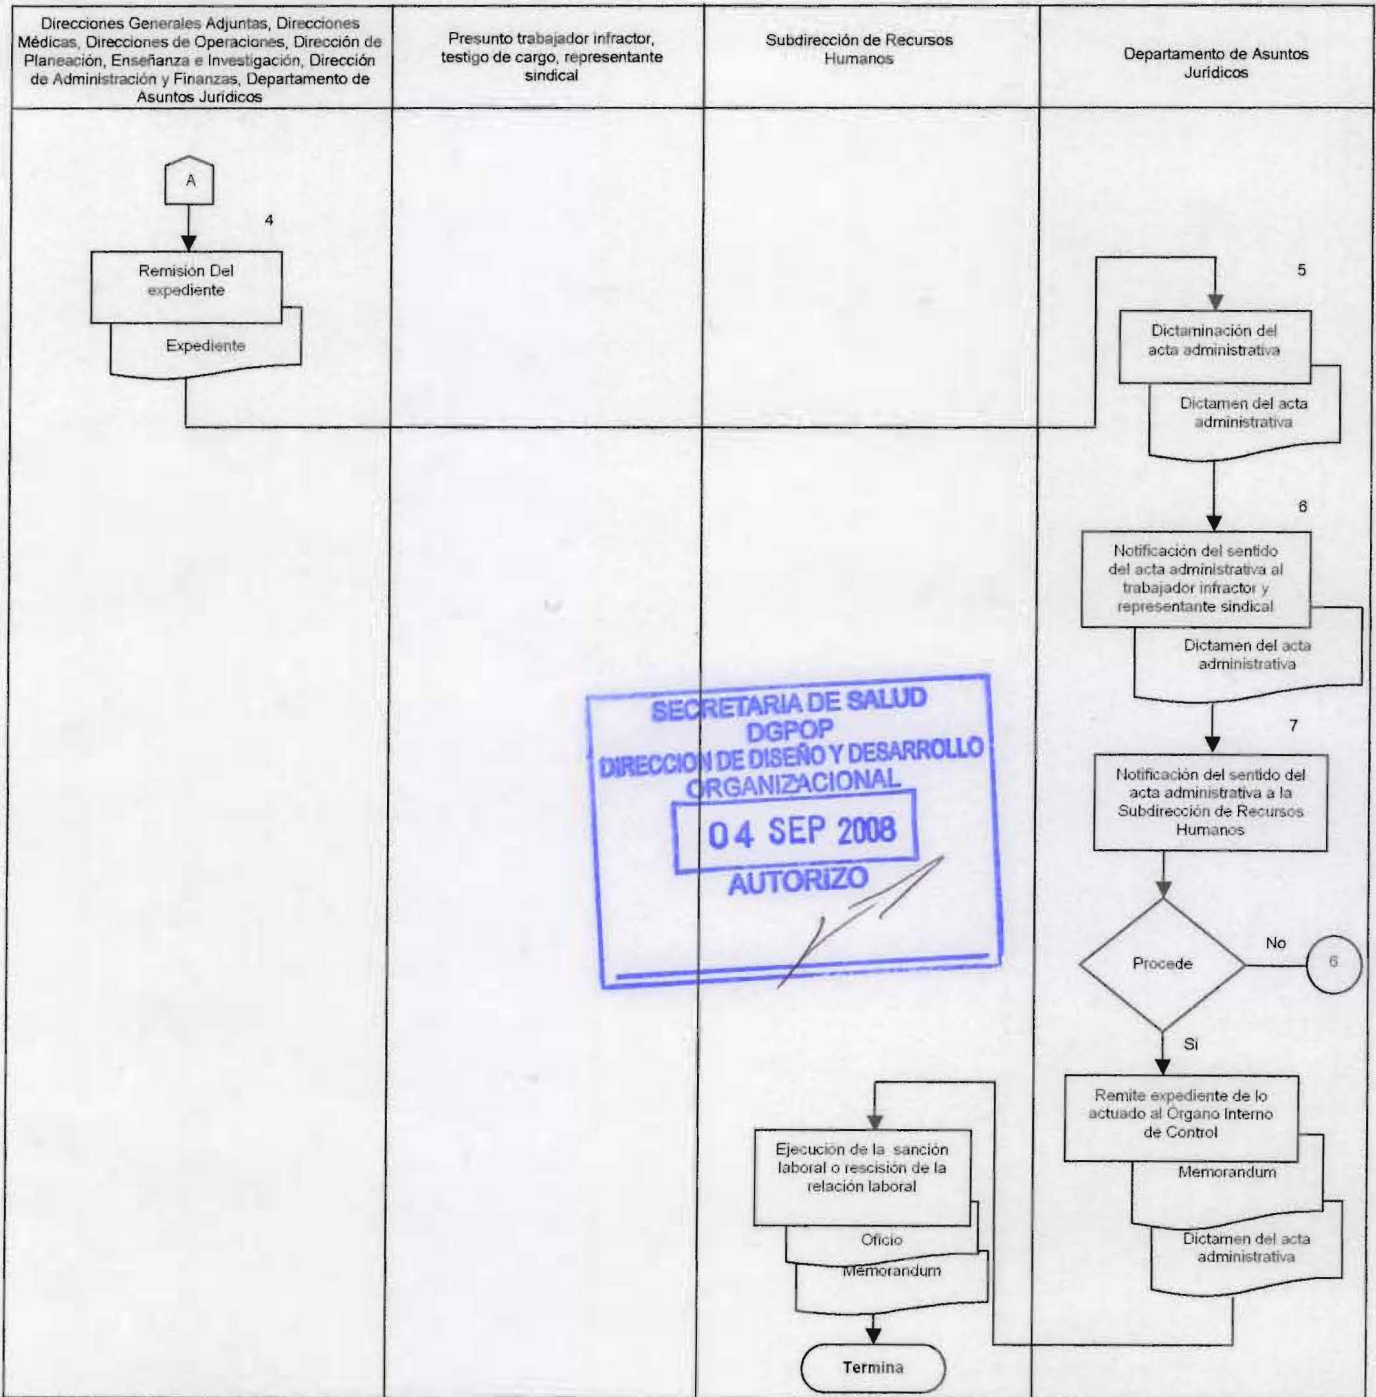 Direcciones Generales Adjuntas, Direcciones
Médicas, Direcciones de Operaciones, Dirección de
Planeación, Enseñanza e Investigación, Dirección
de Administración y Finanzas, Departamento de
Asuntos Jurídicos
Presunto trabajador infractor,
testigo de cargo, representante
sindical
Subdirección de Recursos
Humanos
Departamento de Asuntos
Jurídicos
A
4
Remisión Del
expediente
Expediente
5
Dictaminación del
acta administrativa
Dictamen del acta
administrativa
6
Notificación del sentido
del acta administrativa al
trabajador infractor y
representante sindical
Dictamen del acta
administrativa
7
Notificación del sentido del
acta administrativa a la
Subdirección de Recursos
Humanos
SECRETARIA DE SALUD
DGPOP
DIRECCION DE DISEÑO Y DESARROLLO
ORGANIZACIONAL
04 SEP 2008
AUTORIZO
Procede
No
6
Si
Remite expediente de lo
actuado al Órgano Interno
de Control
Memorandum
Dictamen del acta
administrativa
Ejecución de la sanción
laboral o rescisión de la
relación laboral
Oficio
Memorandum
Termina